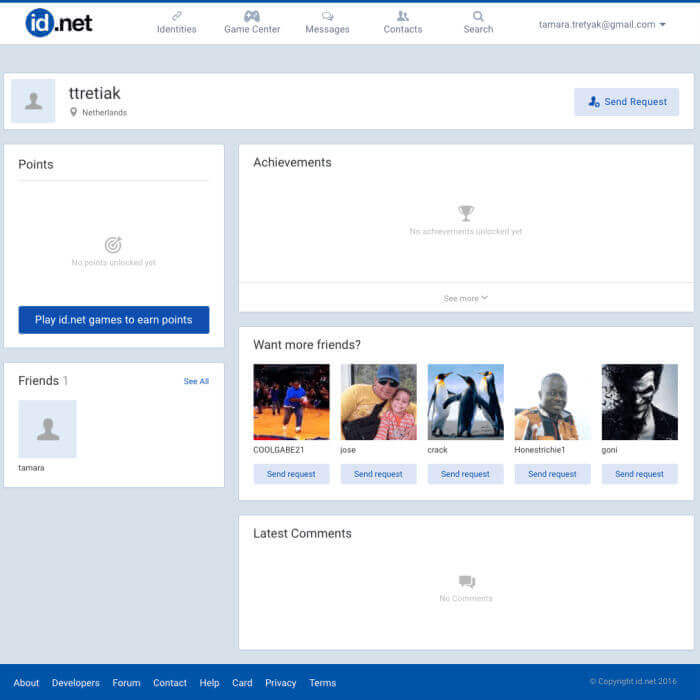 id.net
Identities
Game Center
Messages
Contacts
Search
tamara.tretyak@gmail.com
ttretiak
Netherlands
Send Request
Points
No points unlocked yet
Play id.net games to earn points
Friends 1
See All
tamara
Achievements
No achievements unlocked yet
See more
Want more friends?
COOLGABE21
jose
crack
Honestrichie1
goni
Send request
Send request
Send request
Send request
Send request
Latest Comments
No Comments
About
Developers
Forum
Contact
Help
Card
Privacy
Terms
© Copyright id.net 2016